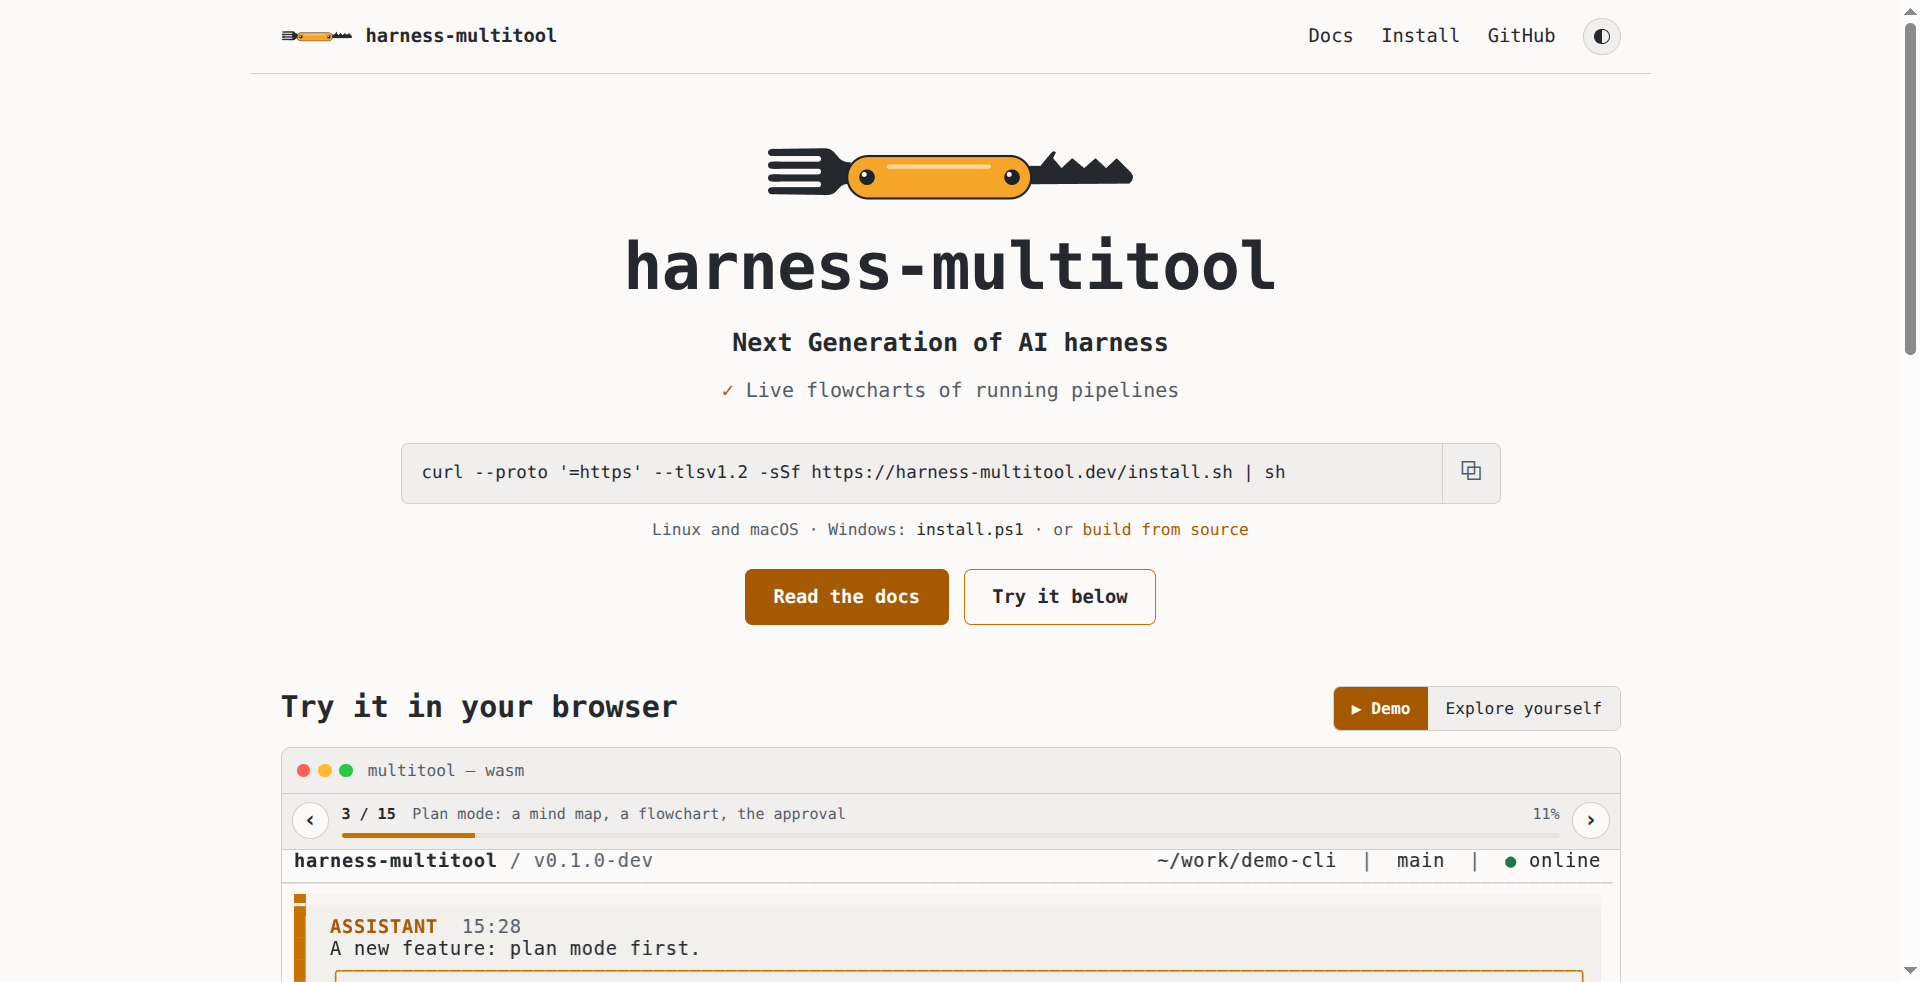 harness-multitool
Docs Install GitHub
harness-multitool
Next Generation of AI harness
✓ Live flowcharts of running pipelines
curl --proto '=https' --tlsv1.2 -sSf https://harness-multitool.dev/install.sh | sh
Linux and macOS · Windows: install.ps1 · or build from source
Read the docs Try it below
Try it in your browser
▶ Demo Explore yourself
multitool — wasm
‹ 3 / 15 Plan mode: a mind map, a flowchart, the approval 11% ›
harness-multitool / v0.1.0-dev ~/work/demo-cli | main | ● online
ASSISTANT 15:28
A new feature: plan mode first.